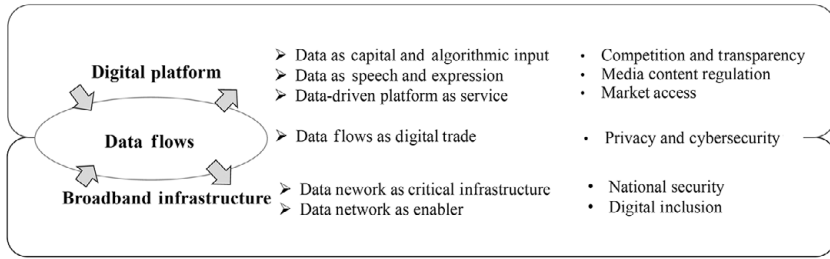 Digital platform
➢ Data as capital and algorithmic input
➢ Data as speech and expression
➢ Data-driven platform as service
• Competition and transparency
• Media content regulation
• Market access
Data flows
➢ Data flows as digital trade
• Privacy and cybersecurity
Broadband infrastructure
➢ Data nework as critical infrastructure
➢ Data network as enabler
• National security
• Digital inclusion